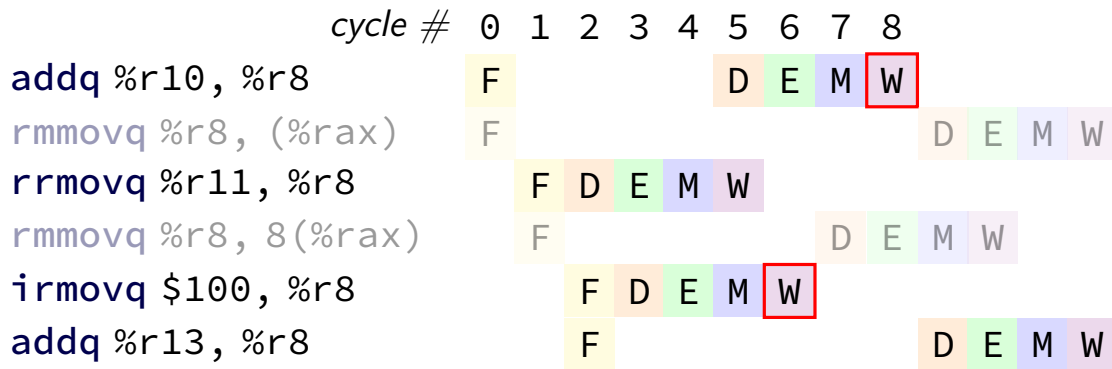 cycle # 0 1 2 3 4 5 6 7 8
addq %r10, %r8 F D E M W
rmmovq %r8, (%rax) F D E M W
rrmovq %r11, %r8 F D E M W
rmmovq %r8, 8(%rax) F D E M W
irmovq $100, %r8 F D E M W
addq %r13, %r8 F D E M W